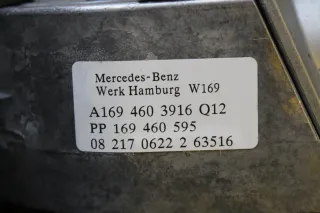 Mercedes-Benz
Werk Hamburg W169
A169 460 3916 Q12
PP 169 460 595
08 217 0622 2 63516